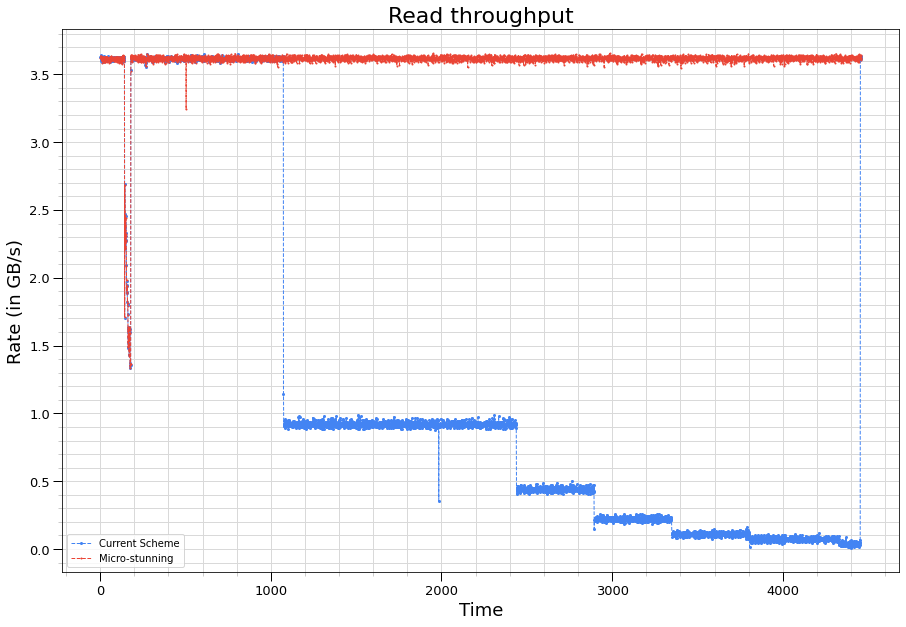 Read throughput
Rate (in GB/s)
3.5
3.0
2.5
2.0
1.5
1.0
0.5
0.0
Current Scheme
Micro-stunning
0
1000
2000
3000
4000
Time